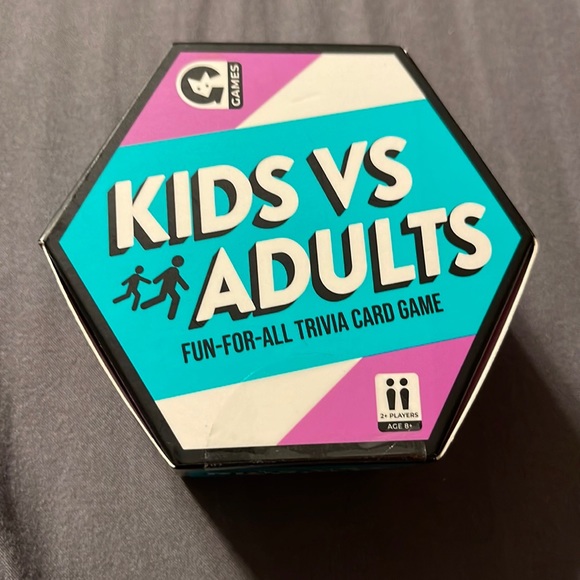 GAMES
KIDS VS
ADULTS
FUN-FOR-ALL TRIVIA CARD GAME
2+ PLAYERS
AGE 8+